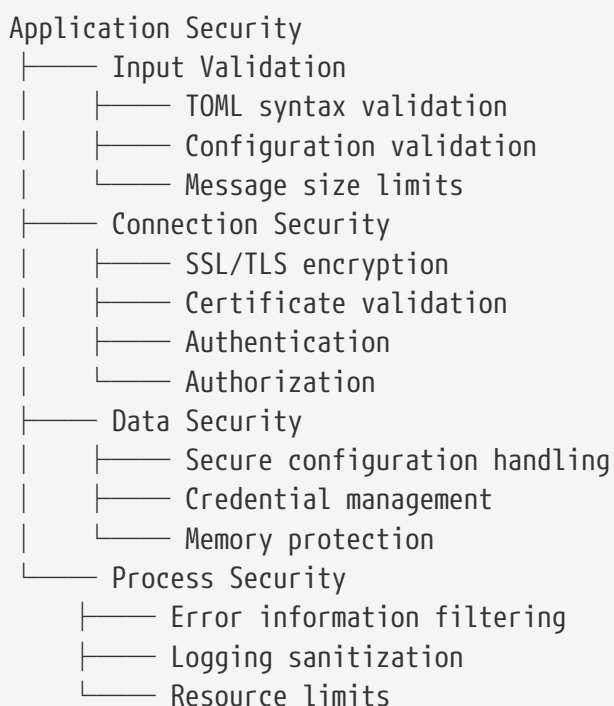 Application Security
├── Input Validation
│   ├── TOML syntax validation
│   ├── Configuration validation
│   └── Message size limits
├── Connection Security
│   ├── SSL/TLS encryption
│   ├── Certificate validation
│   ├── Authentication
│   └── Authorization
├── Data Security
│   ├── Secure configuration handling
│   ├── Credential management
│   └── Memory protection
└── Process Security
    ├── Error information filtering
    ├── Logging sanitization
    └── Resource limits